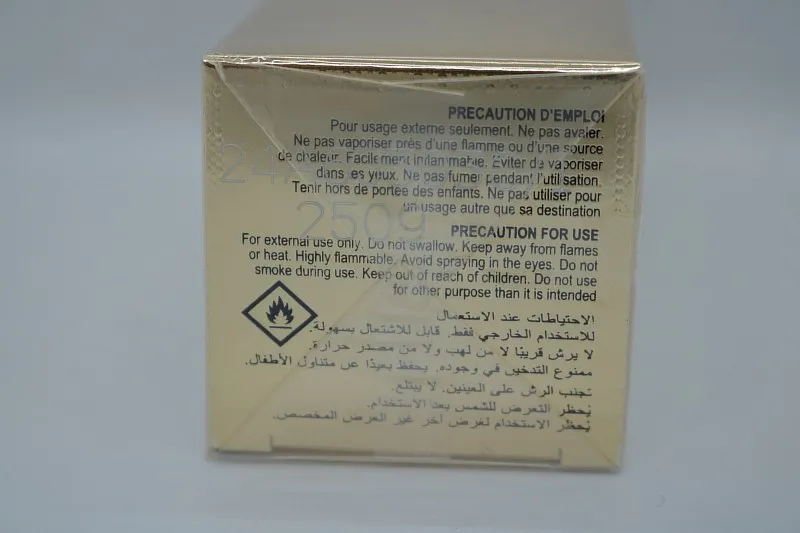 PRECAUTION D'EMPLOI
Pour usage externe seulement. Ne pas avaler.
Ne pas vaporiser près d'une flamme ou d'une source
de chaleur. Facilement inflammable. Éviter de vaporiser
dans les yeux. Ne pas fumer pendant l'utilisation.
Tenir hors de portée des enfants. Ne pas utiliser pour
un usage autre que sa destination
250g
PRECAUTION FOR USE
For external use only. Do not swallow. Keep away from flames
or heat. Highly flammable. Avoid spraying in the eyes. Do not
smoke during use. Keep out of reach of children. Do not use
for other purpose than it is intended
الاحتياطات عند الاستعمال
للاستخدام الخارجي فقط. قابل للاشتعال بسهولة.
لا يرش قريبًا لا من لهب ولا من مصدر حرارة.
ممنوع التدخين في وجوده. يحفظ بعيدًا عن متناول الأطفال.
تجنب الرش على العينين. لا يبتلع.
يُحظر التعرض للشمس بعد الاستخدام.
يُحظر الاستخدام لغرض آخر غير الغرض المخصص.